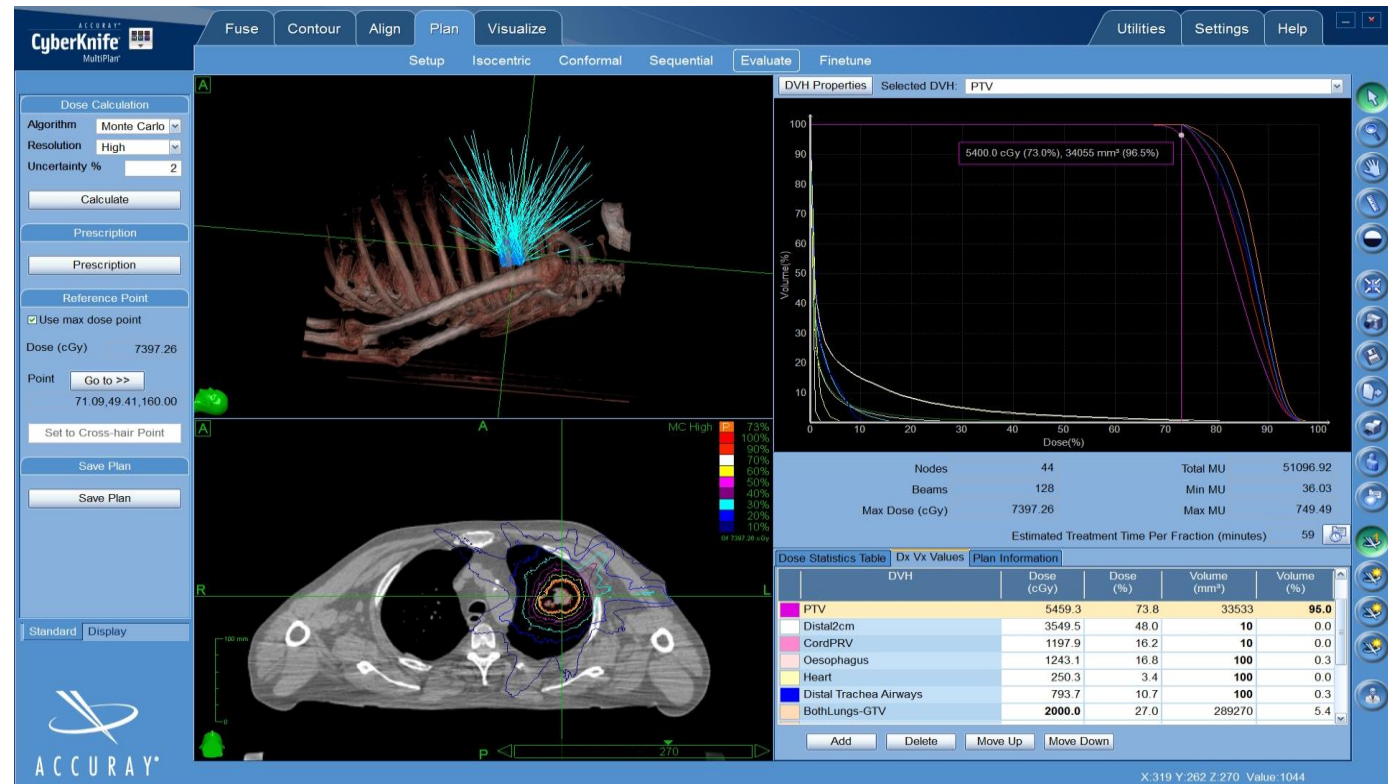 ACCURAY
CyberKnife
MultiPlan
Fuse Contour Align Plan Visualize
Utilities Settings Help
Setup Isocentric Conformal Sequential Evaluate Finetune
Dose Calculation
Algorithm Monte Carlo
Resolution High
Uncertainty % 2
Calculate
Prescription
Prescription
Reference Point
Use max dose point
Dose (cGy) 7397.26
Point Go to >>
71.09,49.41,160.00
Set to Cross-hair Point
Save Plan
Save Plan
Standard Display
ACCURAY
A
A
A
MC High P 73%
100%
90%
70%
60%
50%
40%
30%
20%
10%
Of 7397.26 cGy
R
L
100 mm
0
P
270
DVH Properties Selected DVH: PTV
5400.0 cGy (73.0%), 34055 mm³ (96.5%)
100
90
80
70
60
50
40
30
20
10
Volume(%)
0 10 20 30 40 50 60 70 80 90 100
Dose(%)
Nodes 44 Total MU 51096.92
Beams 128 Min MU 36.03
Max Dose (cGy) 7397.26 Max MU 749.49
Estimated Treatment Time Per Fraction (minutes) 59
Dose Statistics Table Dx Vx Values Plan Information
DVH Dose (cGy) Dose (%) Volume (mm³) Volume (%)
PTV 5459.3 73.8 33533 95.0
Distal2cm 3549.5 48.0 10 0.0
CordPRV 1197.9 16.2 10 0.0
Oesophagus 1243.1 16.8 100 0.3
Heart 250.3 3.4 100 0.0
Distal Trachea Airways 793.7 10.7 100 0.3
BothLungs-GTV 2000.0 27.0 289270 5.4
Add Delete Move Up Move Down
X:319 Y:262 Z:270 Value:1044